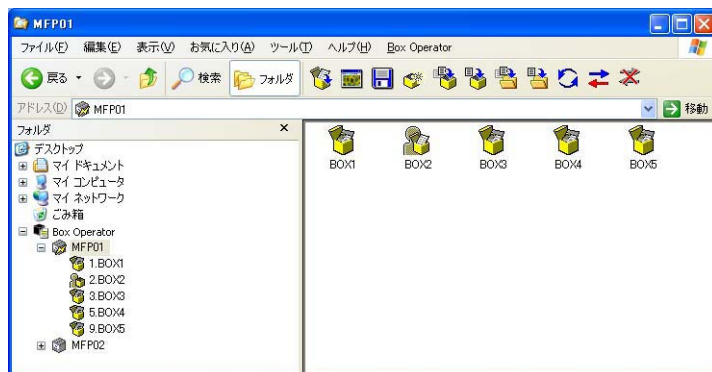 MFP01
ファイル(F) 編集(E) 表示(V) お気に入り(A) ツール(T) ヘルプ(H) Box Operator
戻る 検索 フォルダ
アドレス(D) MFP01 移動
フォルダ ×
デスクトップ
マイ ドキュメント
マイ コンピュータ
マイ ネットワーク
ごみ箱
Box Operator
MFP01
1.BOX1
2.BOX2
3.BOX3
5.BOX4
9.BOX5
MFP02
BOX1 BOX2 BOX3 BOX4 BOX5